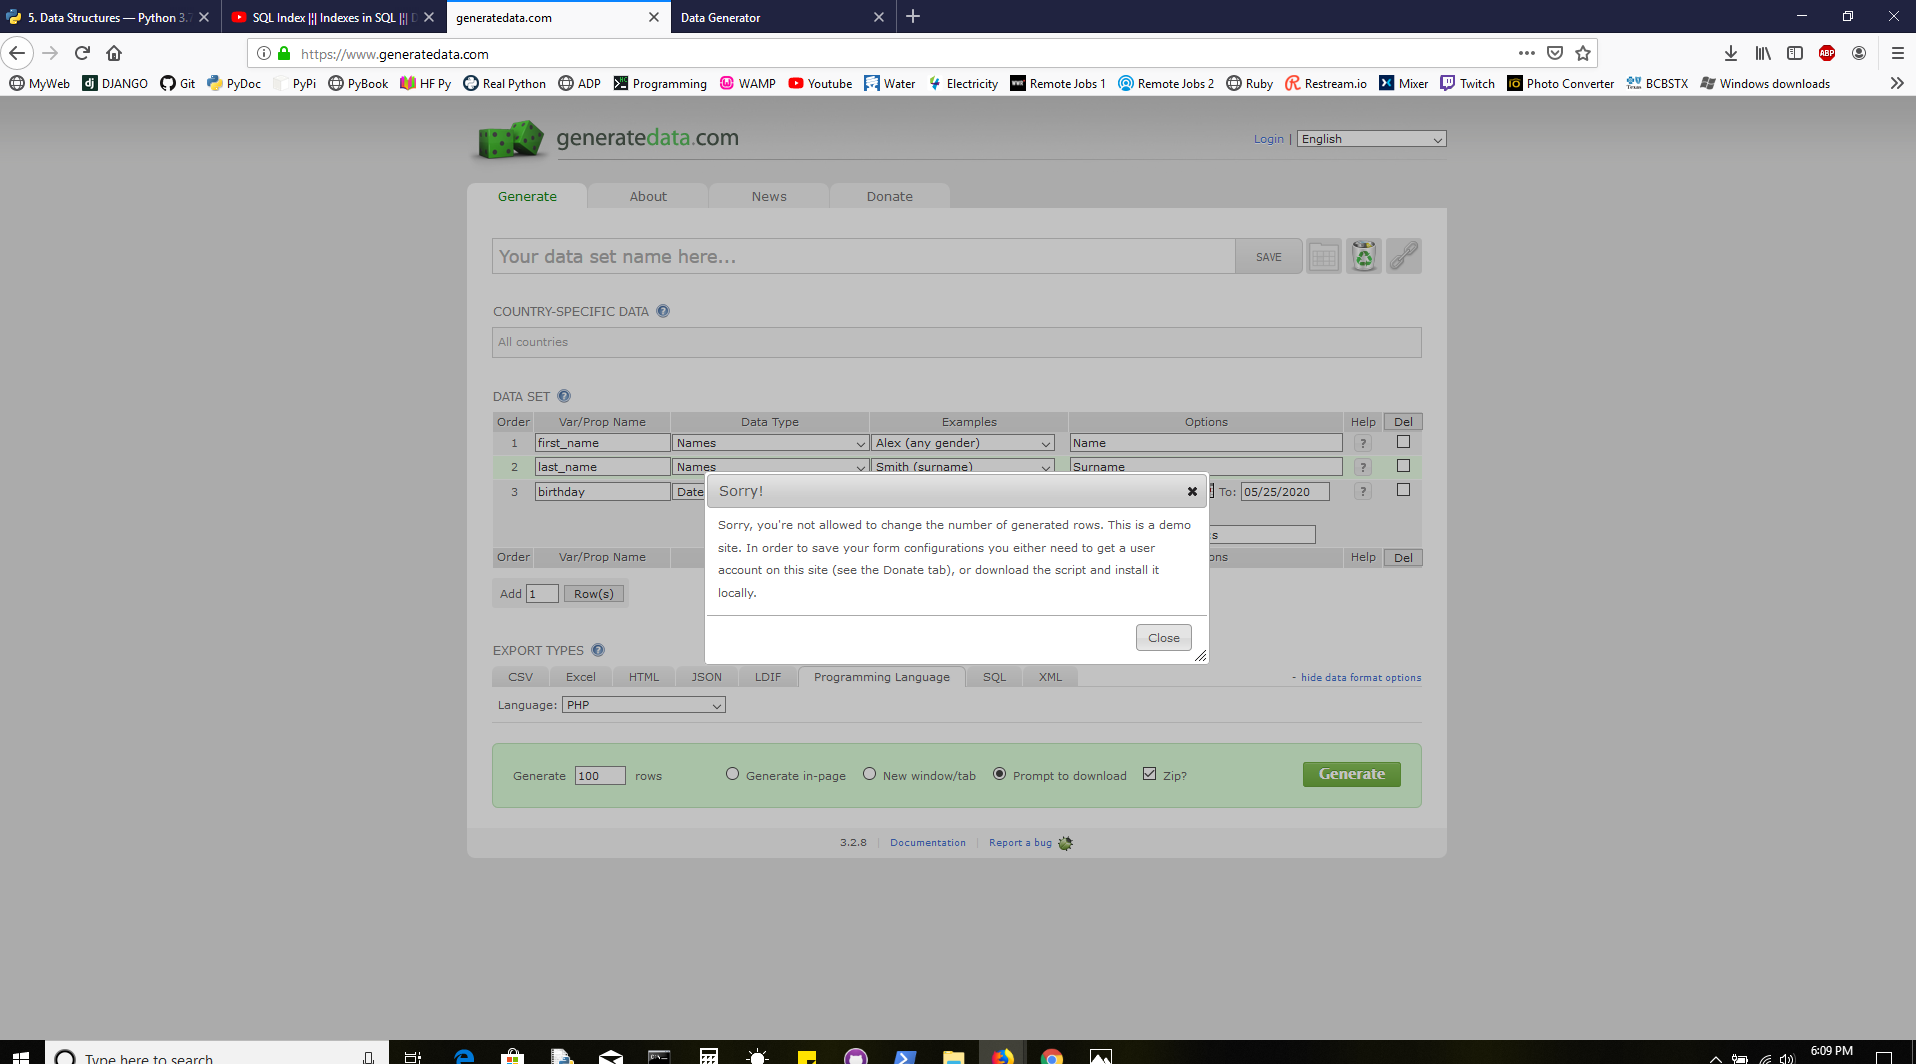 5. Data Structures — Python 3.7
SQL Index |¦| Indexes in SQL |¦| D
generatedata.com
Data Generator
https://www.generatedata.com
MyWeb
DJANGO
Git
PyDoc
PyPi
PyBook
HF Py
Real Python
ADP
Programming
WAMP
Youtube
Water
Electricity
Remote Jobs 1
Remote Jobs 2
Ruby
Restream.io
Mixer
Twitch
Photo Converter
BCBSTX
Windows downloads
generatedata.com
Login | English
Generate About News Donate
Your data set name here...
SAVE
COUNTRY-SPECIFIC DATA ?
All countries
DATA SET ?
Order Var/Prop Name Data Type Examples Options Help Del
1 first_name Names Alex (any gender) Name ?
2 last_name Names Smith (surname) Surname ?
3 birthday Date To: 05/25/2020 ?
s
Order Var/Prop Name ons Help Del
Sorry!
Sorry, you're not allowed to change the number of generated rows. This is a demo
site. In order to save your form configurations you either need to get a user
account on this site (see the Donate tab), or download the script and install it
locally.
Close
Add 1 Row(s)
EXPORT TYPES ?
CSV Excel HTML JSON LDIF Programming Language SQL XML - hide data format options
Language: PHP
Generate 100 rows Generate in-page New window/tab Prompt to download Zip? Generate
3.2.8 | Documentation | Report a bug
Type here to search
6:09 PM